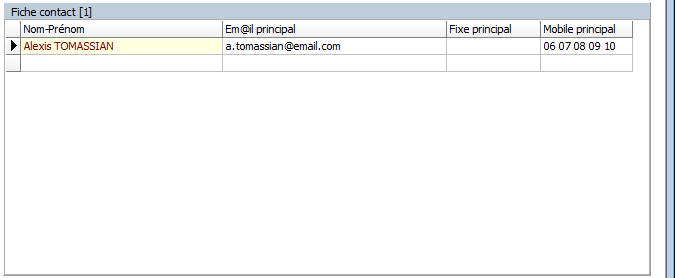 Fiche contact [1]
Nom-Prénom Em@il principal Fixe principal Mobile principal
Alexis TOMASSIAN a.tomassian@email.com 06 07 08 09 10